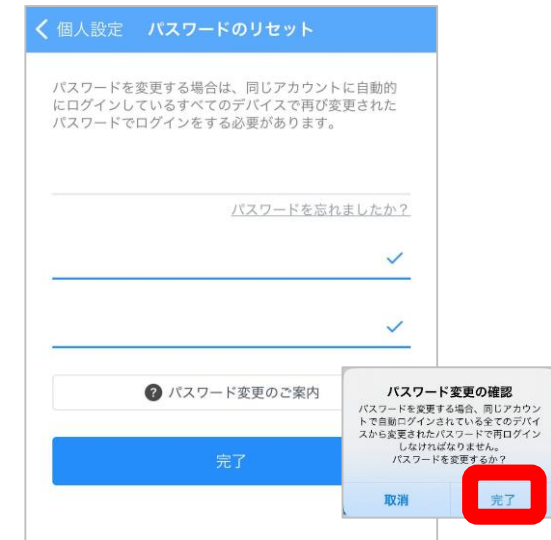 個人設定 パスワードのリセット
パスワードを変更する場合は、同じアカウントに自動的
にログインしているすべてのデバイスで再び変更された
パスワードでログインをする必要があります。
パスワードを忘れましたか？
? パスワード変更のご案内
完了
パスワード変更の確認
パスワードを変更する場合、同じアカウン
トで自動ログインされている全てのデバイ
スから変更されたパスワードで再ログイン
しなければなりません。
パスワードを変更するか？
取消 完了